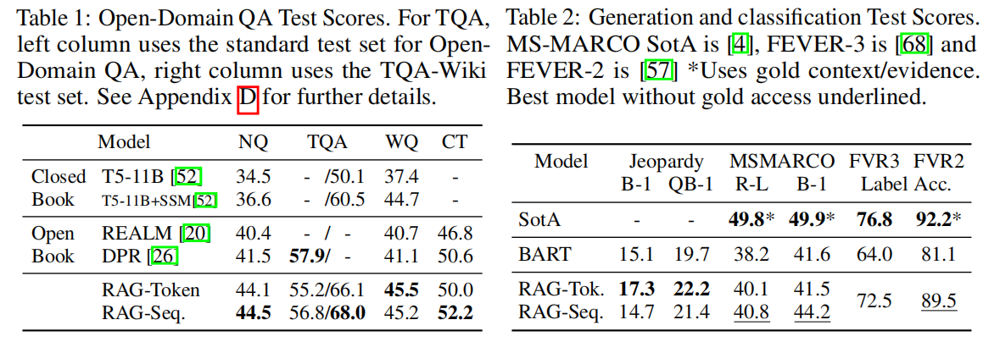 Table 1: Open-Domain QA Test Scores. For TQA,
left column uses the standard test set for Open-
Domain QA, right column uses the TQA-Wiki
test set. See Appendix D for further details.
Model NQ TQA WQ CT
Closed T5-11B [52] 34.5 - /50.1 37.4 -
Book T5-11B+SSM[52] 36.6 - /60.5 44.7 -
Open REALM [20] 40.4 - / - 40.7 46.8
Book DPR [26] 41.5 57.9/ - 41.1 50.6
RAG-Token 44.1 55.2/66.1 45.5 50.0
RAG-Seq. 44.5 56.8/68.0 45.2 52.2
Table 2: Generation and classification Test Scores.
MS-MARCO SotA is [4], FEVER-3 is [68] and
FEVER-2 is [57] *Uses gold context/evidence.
Best model without gold access underlined.
Model Jeopardy MSMARCO FVR3 FVR2
B-1 QB-1 R-L B-1 Label Acc.
SotA - - 49.8* 49.9* 76.8 92.2*
BART 15.1 19.7 38.2 41.6 64.0 81.1
RAG-Tok. 17.3 22.2 40.1 41.5
72.5 89.5
RAG-Seq. 14.7 21.4 40.8 44.2